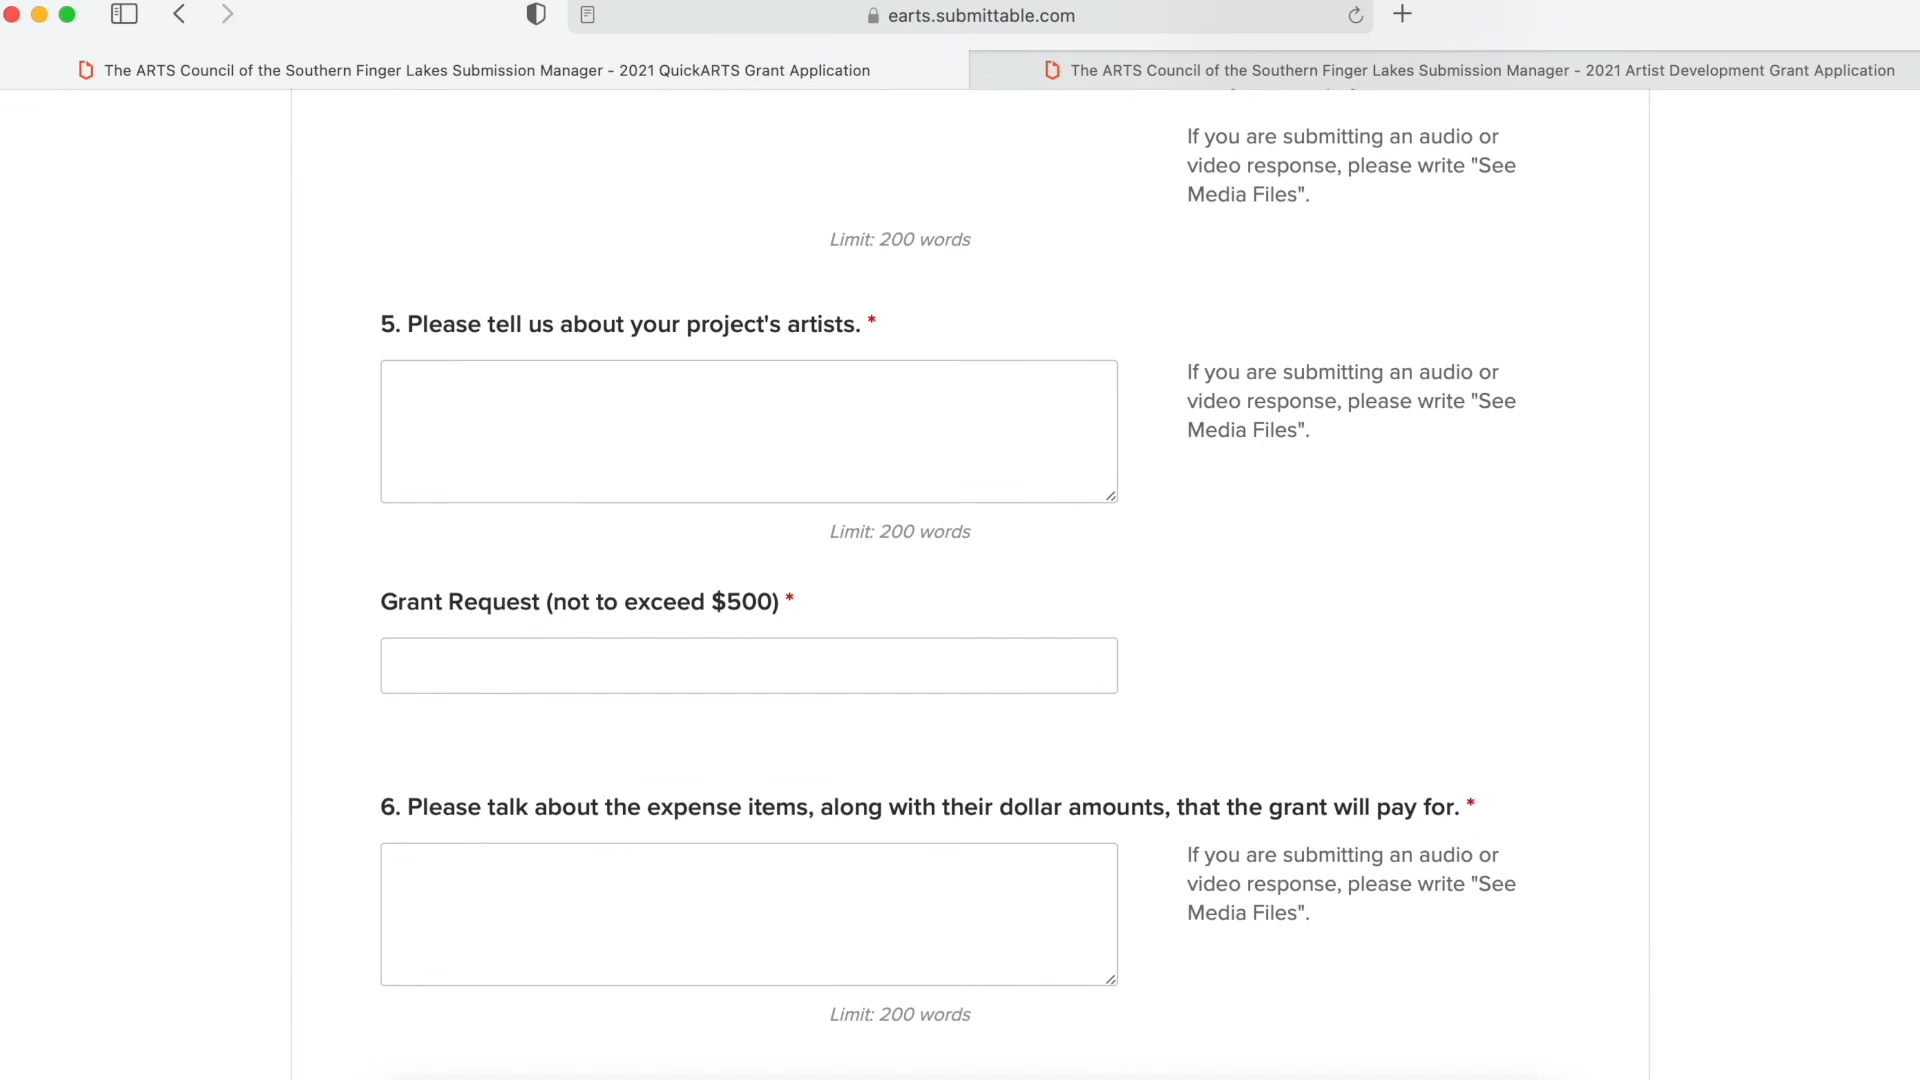 earts.submittable.com
The ARTS Council of the Southern Finger Lakes Submission Manager - 2021 QuickARTS Grant Application
The ARTS Council of the Southern Finger Lakes Submission Manager - 2021 Artist Development Grant Application
If you are submitting an audio or
video response, please write "See
Media Files".
Limit: 200 words
5. Please tell us about your project's artists. *
If you are submitting an audio or
video response, please write "See
Media Files".
Limit: 200 words
Grant Request (not to exceed $500) *
6. Please talk about the expense items, along with their dollar amounts, that the grant will pay for. *
If you are submitting an audio or
video response, please write "See
Media Files".
Limit: 200 words